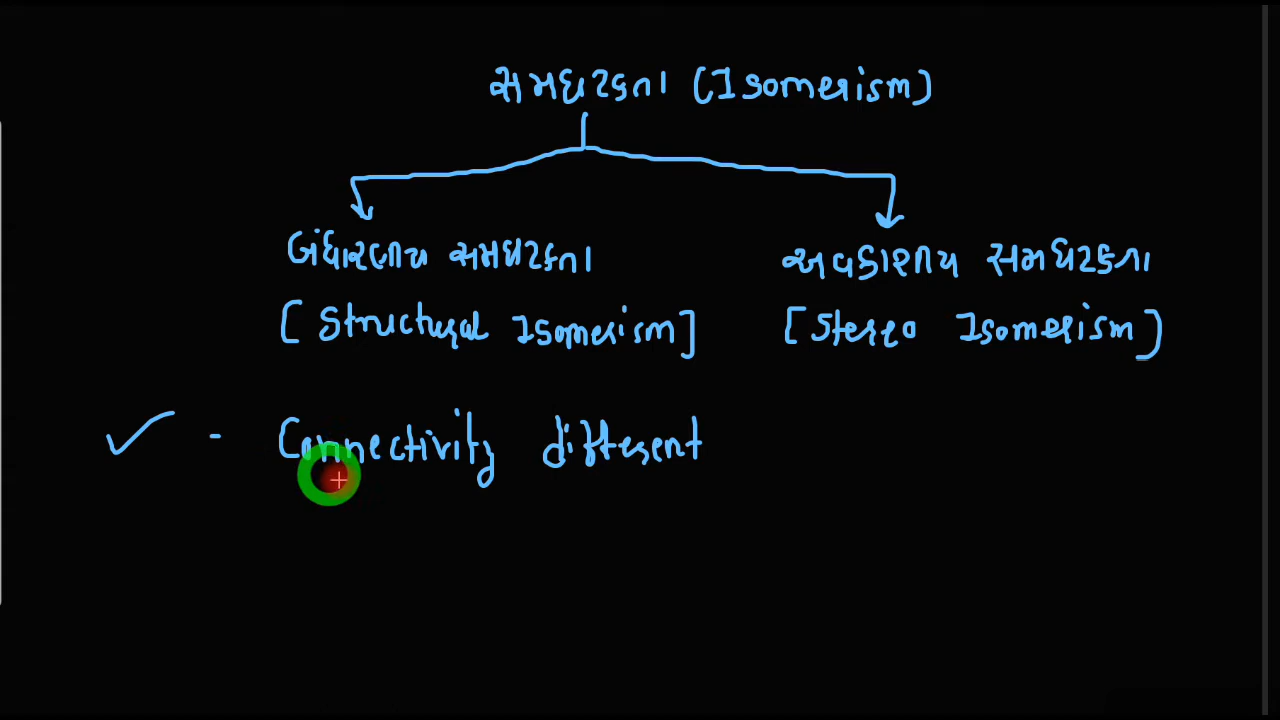 સમઘટકતા (Isomerism)
બંધારણીય સમઘટકતા
અવકાશીય સમઘટકતા
[Structural Isomerism]
[Stereo Isomerism)
- Connectivity different